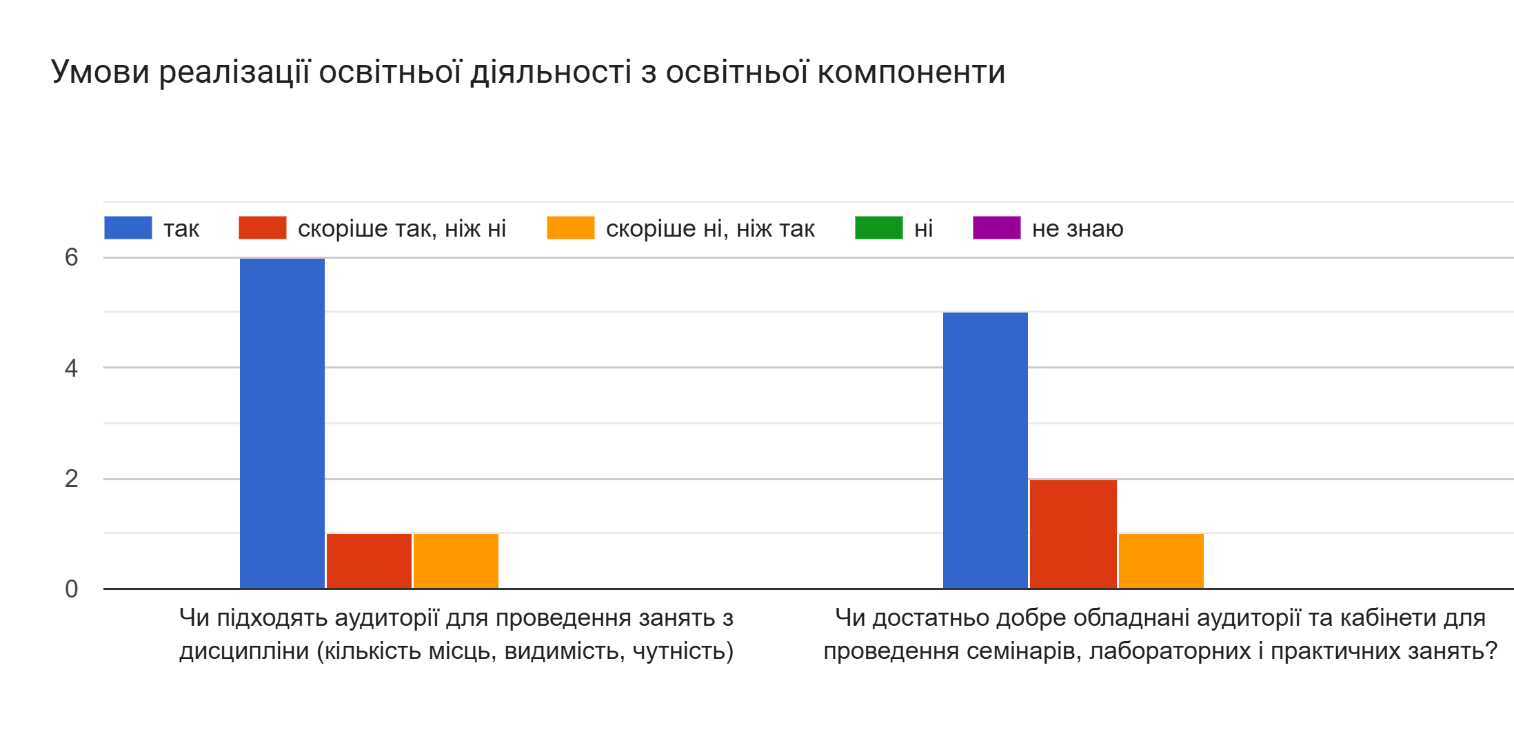 Умови реалізації освітньої діяльності з освітньої компоненти
так скоріше так, ніж ні скоріше ні, ніж так ні не знаю
6
4
2
0
Чи підходять аудиторії для проведення занять з
дисципліни (кількість місць, видимість, чутність)
Чи достатньо добре обладнані аудиторії та кабінети для
проведення семінарів, лабораторних і практичних занять?